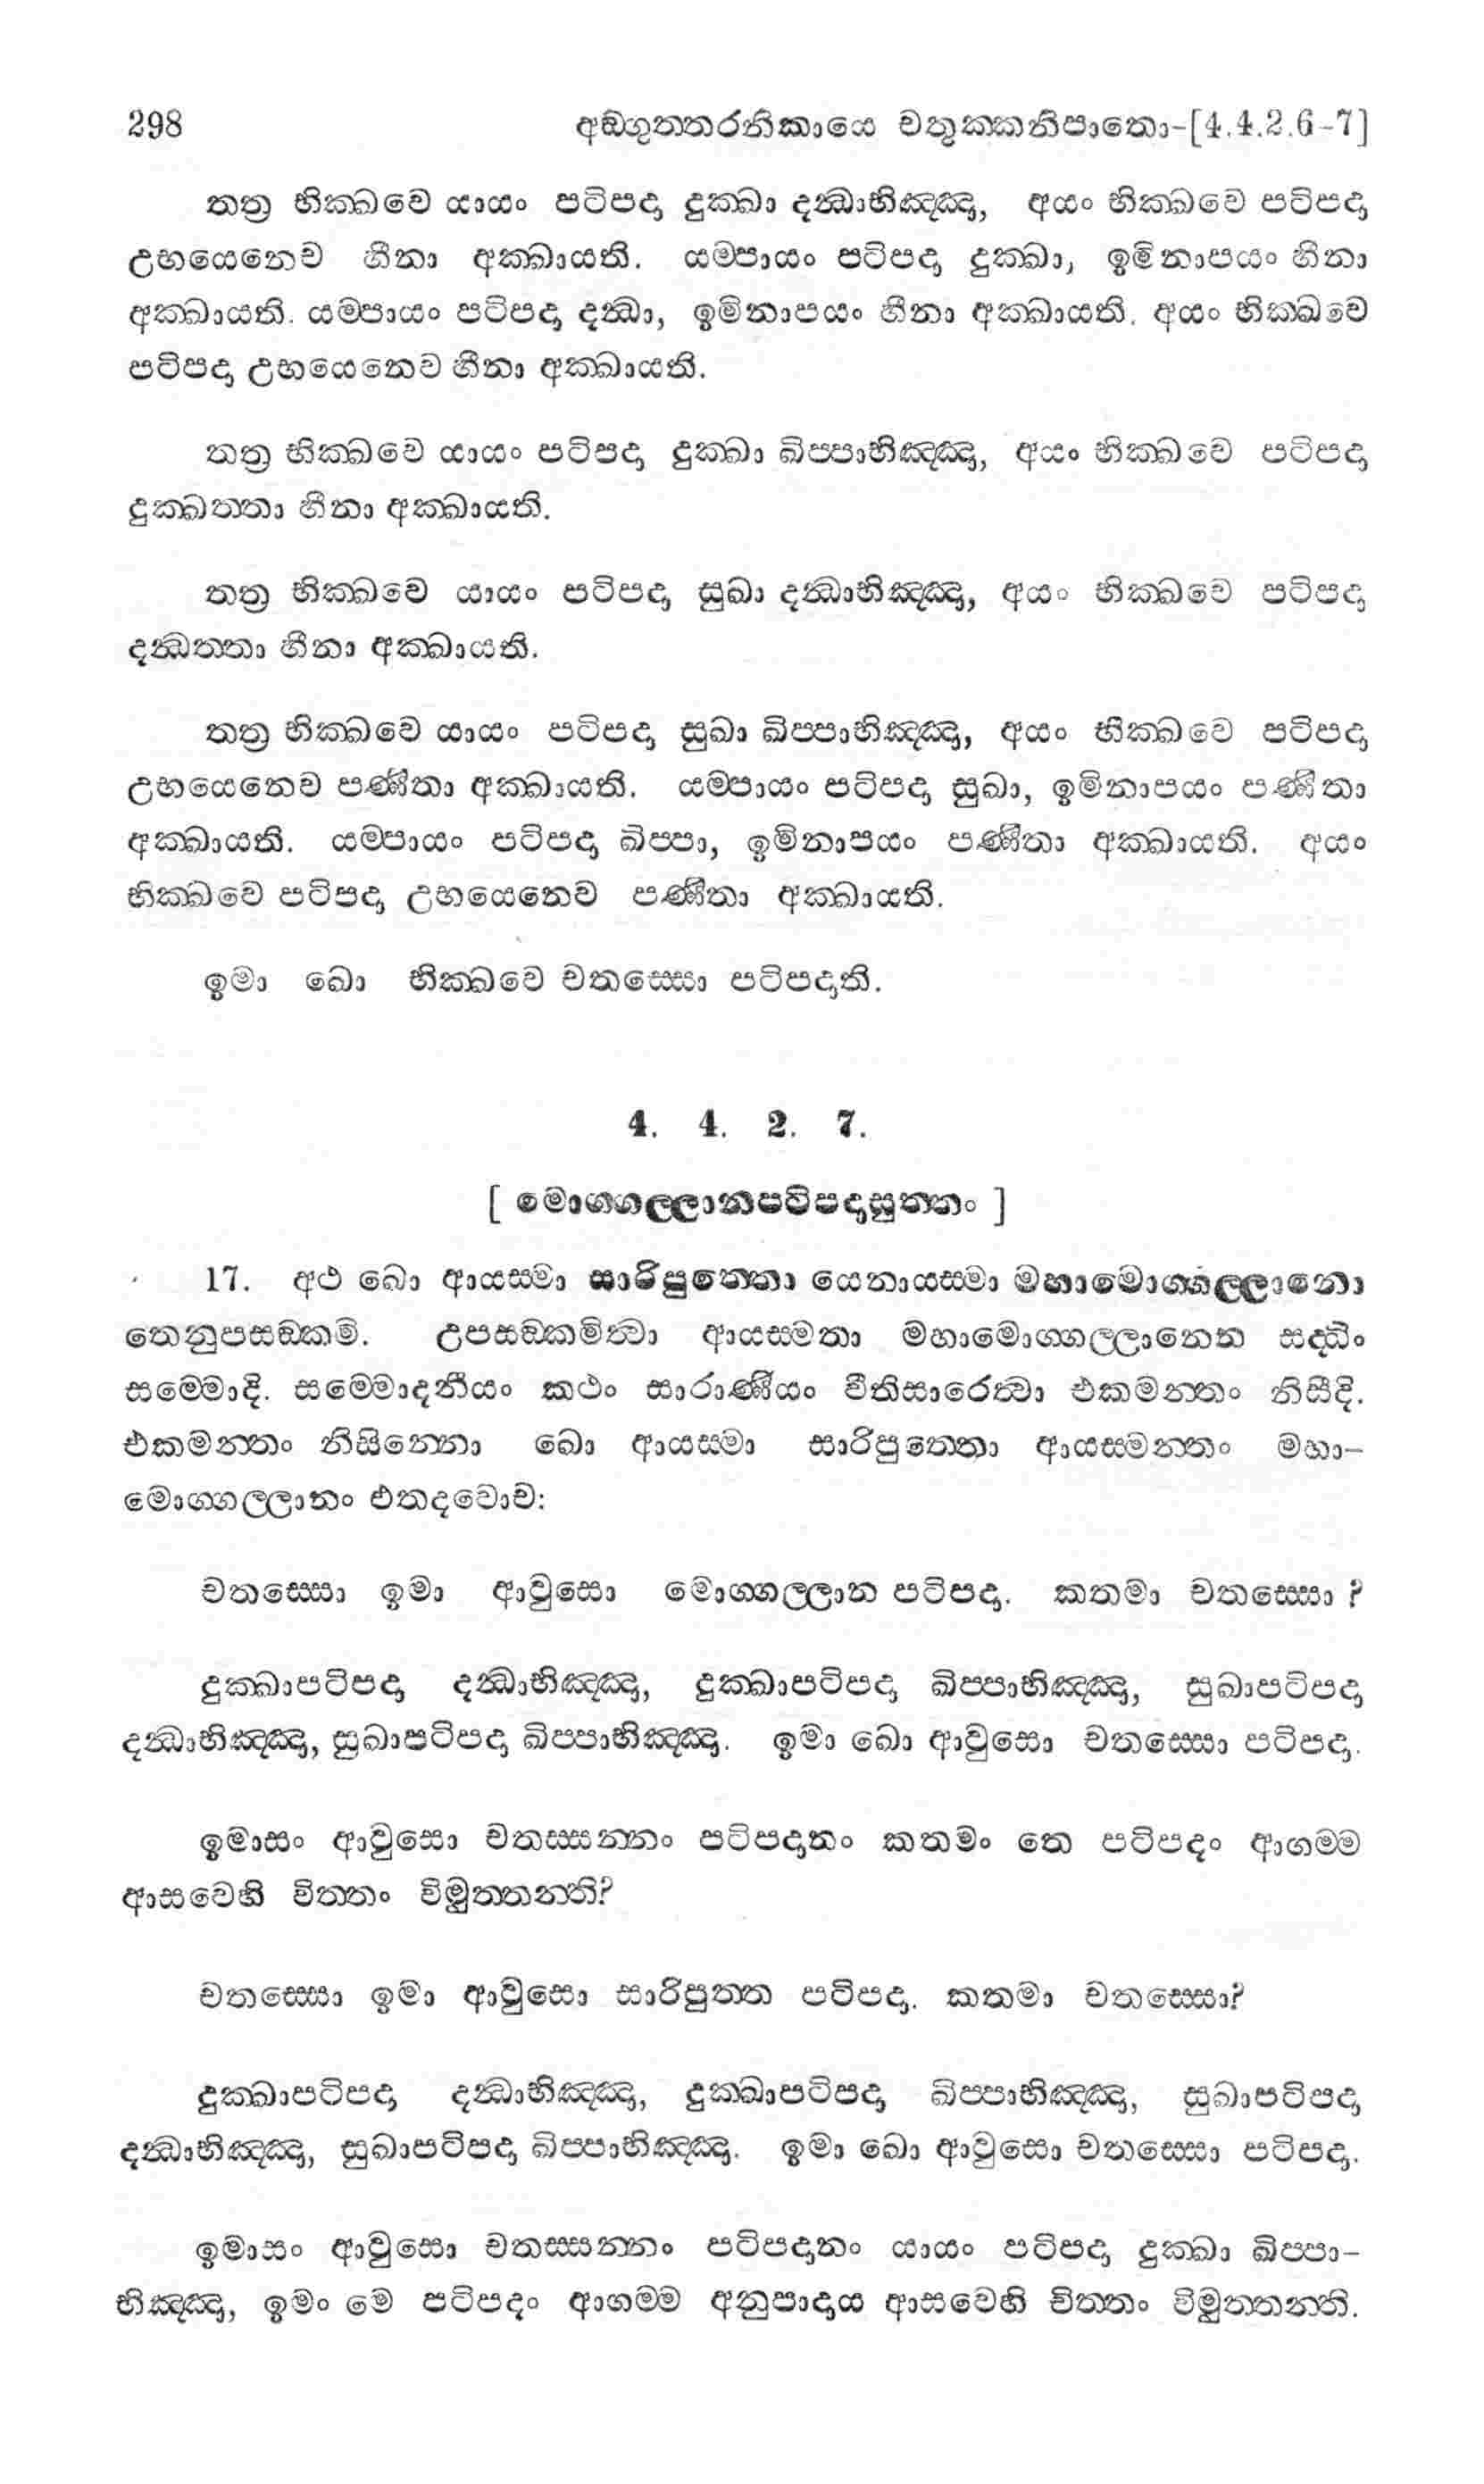 298 අඞ්ගුත්තරනිකායෙ චතුක්කනිපාතො-[4.4.2.6-7]
තත්‍ර භික්ඛවෙ යායං පටිපදා දුක්ඛා දන්‍ධාභිඤ්ඤා, අයං භික්ඛවෙ පටිපදා
උභයෙනෙව හීනා අක්ඛායති. යම්පායං පටිපදා දුක්ඛා, ඉමිනාපයං හීනා
අක්ඛායති. යම්පායං පටිපදා දන්‍ධා, ඉමිනාපයං හීනා අක්ඛායති. අයං භික්ඛවෙ
පටිපදා උභයෙනෙව හීනා අක්ඛායති.
තත්‍ර භික්ඛවෙ යායං පටිපදා දුක්ඛා ඛිප්පාභිඤ්ඤා, අයං භික්ඛවෙ පටිපදා
දුක්ඛත්තා හීනා අක්ඛායති.
තත්‍ර භික්ඛවෙ යායං පටිපදා සුඛා දන්‍ධාභිඤ්ඤා, අයං භික්ඛවෙ පටිපදා
දන්‍ධත්තා හීනා අක්ඛායති.
තත්‍ර භික්ඛවෙ යායං පටිපදා සුඛා ඛිප්පාභිඤ්ඤා, අයං භික්ඛවෙ පටිපදා
උභයෙනෙව පණීතා අක්ඛායති. යම්පායං පටිපදා සුඛා, ඉමිනාපයං පණීතා
අක්ඛායති. යම්පායං පටිපදා ඛිප්පා, ඉමිනාපයං පණීතා අක්ඛායති. අයං
භික්ඛවෙ පටිපදා උභයෙනෙව පණීතා අක්ඛායති.
ඉමා ඛො භික්ඛවෙ චතස්සො පටිපදාති.
4. 4. 2. 7.
[ මොග්ගල්ලානපටිපදාසුත්තං ]
17. අථ ඛො ආයස්මා සාරිපුත්තො යෙනායස්මා මහාමොග්ගල්ලානො
තෙනුපසඞ්කමි. උපසඞ්කමිත්‍වා ආයස්මතා මහාමොග්ගල්ලානෙන සද්ධිං
සම්මොදි. සම්මොදනීයං කථං සාරාණීයං වීතිසාරෙත්‍වා එකමන්තං නිසීදි.
එකමන්තං නිසින්නො ඛො ආයස්මා සාරිපුත්තො ආයස්මන්තං මහා-
මොග්ගල්ලානං එතදවොච:
චතස්සො ඉමා ආවුසො මොග්ගල්ලාන පටිපදා. කතමා චතස්සො ?
දුක්ඛාපටිපදා දන්‍ධාභිඤ්ඤා, දුක්ඛාපටිපදා ඛිප්පාභිඤ්ඤා, සුඛාපටිපදා
දන්‍ධාභිඤ්ඤා, සුඛාපටිපදා ඛිප්පාභිඤ්ඤා. ඉමා ඛො ආවුසො චතස්සො පටිපදා.
ඉමාසං ආවුසො චතස්සන්නං පටිපදානං කතමං තෙ පටිපදං ආගම්ම
ආසවෙහි චිත්තං විමුත්තන්ති?
චතස්සො ඉමා ආවුසො සාරිපුත්ත පටිපදා. කතමා චතස්සො?
දුක්ඛාපටිපදා දන්‍ධාභිඤ්ඤා, දුක්ඛාපටිපදා ඛිප්පාභිඤ්ඤා, සුඛාපටිපදා
දන්‍ධාභිඤ්ඤා, සුඛාපටිපදා ඛිප්පාභිඤ්ඤා. ඉමා ඛො ආවුසො චතස්සො පටිපදා.
ඉමාසං ආවුසො චතස්සන්නං පටිපදානං යායං පටිපදා දුක්ඛා ඛිප්පා-
භිඤ්ඤා, ඉමං මෙ පටිපදං ආගම්ම අනුපාදාය ආසවෙහි චිත්තං විමුත්තන්ති.